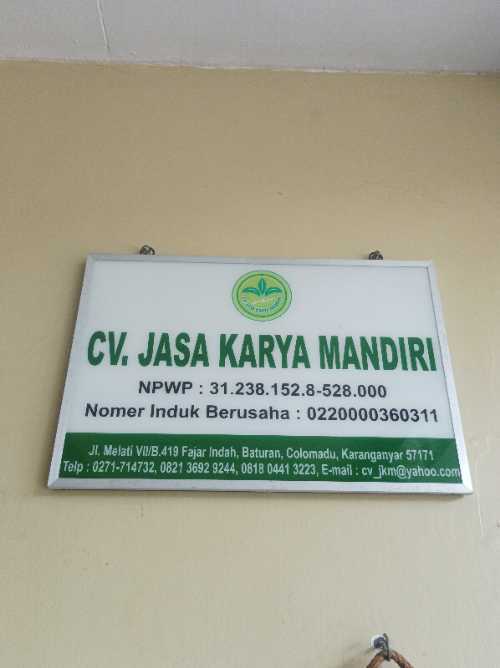 CV. JASA KARYA MANDIRI
NPWP : 31.238.152.8-528.000
Nomer Induk Berusaha : 0220000360311
Jl. Melati VII/B.419 Fajar Indah, Baturan, Colomadu, Karanganyar 57171
Telp : 0271-714732, 0821 3692 9244, 0818 0441 3223, E-mail : cv_jkm@yahoo.com